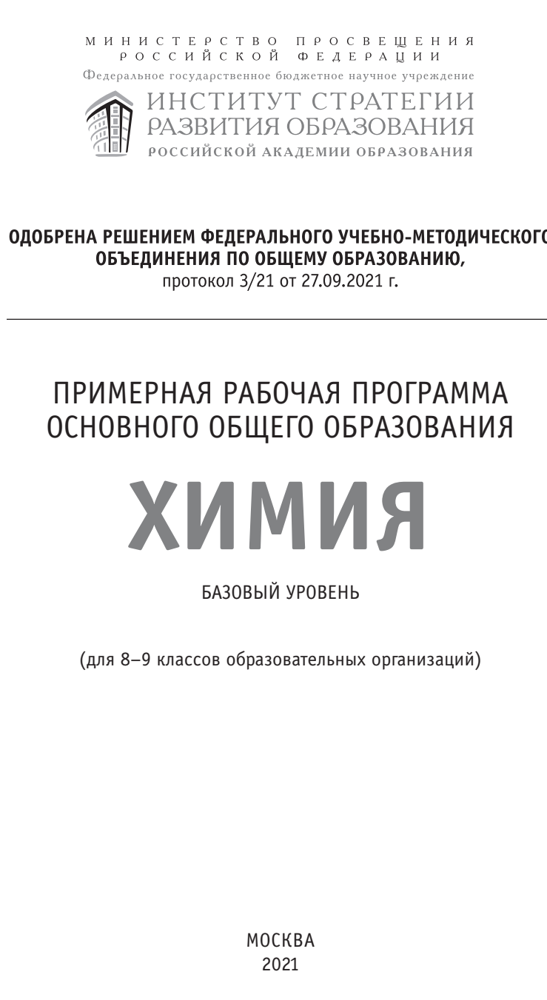 МИНИСТЕРСТВО ПРОСВЕЩЕНИЯ
РОССИЙСКОЙ ФЕДЕРАЦИИ
Федеральное государственное бюджетное научное учреждение
ИНСТИТУТ СТРАТЕГИИ
РАЗВИТИЯ ОБРАЗОВАНИЯ
РОССИЙСКОЙ АКАДЕМИИ ОБРАЗОВАНИЯ
ОДОБРЕНА РЕШЕНИЕМ ФЕДЕРАЛЬНОГО УЧЕБНО-МЕТОДИЧЕСКОГО
ОБЪЕДИНЕНИЯ ПО ОБЩЕМУ ОБРАЗОВАНИЮ,
протокол 3/21 от 27.09.2021 г.
ПРИМЕРНАЯ РАБОЧАЯ ПРОГРАММА
ОСНОВНОГО ОБЩЕГО ОБРАЗОВАНИЯ
ХИМИЯ
БАЗОВЫЙ УРОВЕНЬ
(для 8–9 классов образовательных организаций)
МОСКВА
2021